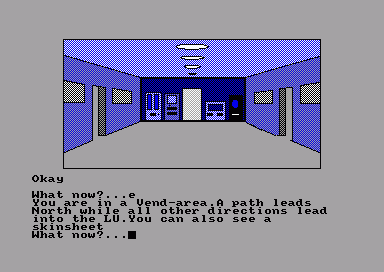 Okay
What now?...e
You are in a Vend-area.A path leads
North while all other directions lead
into the LU.You can also see a
skinsheet
What now?...